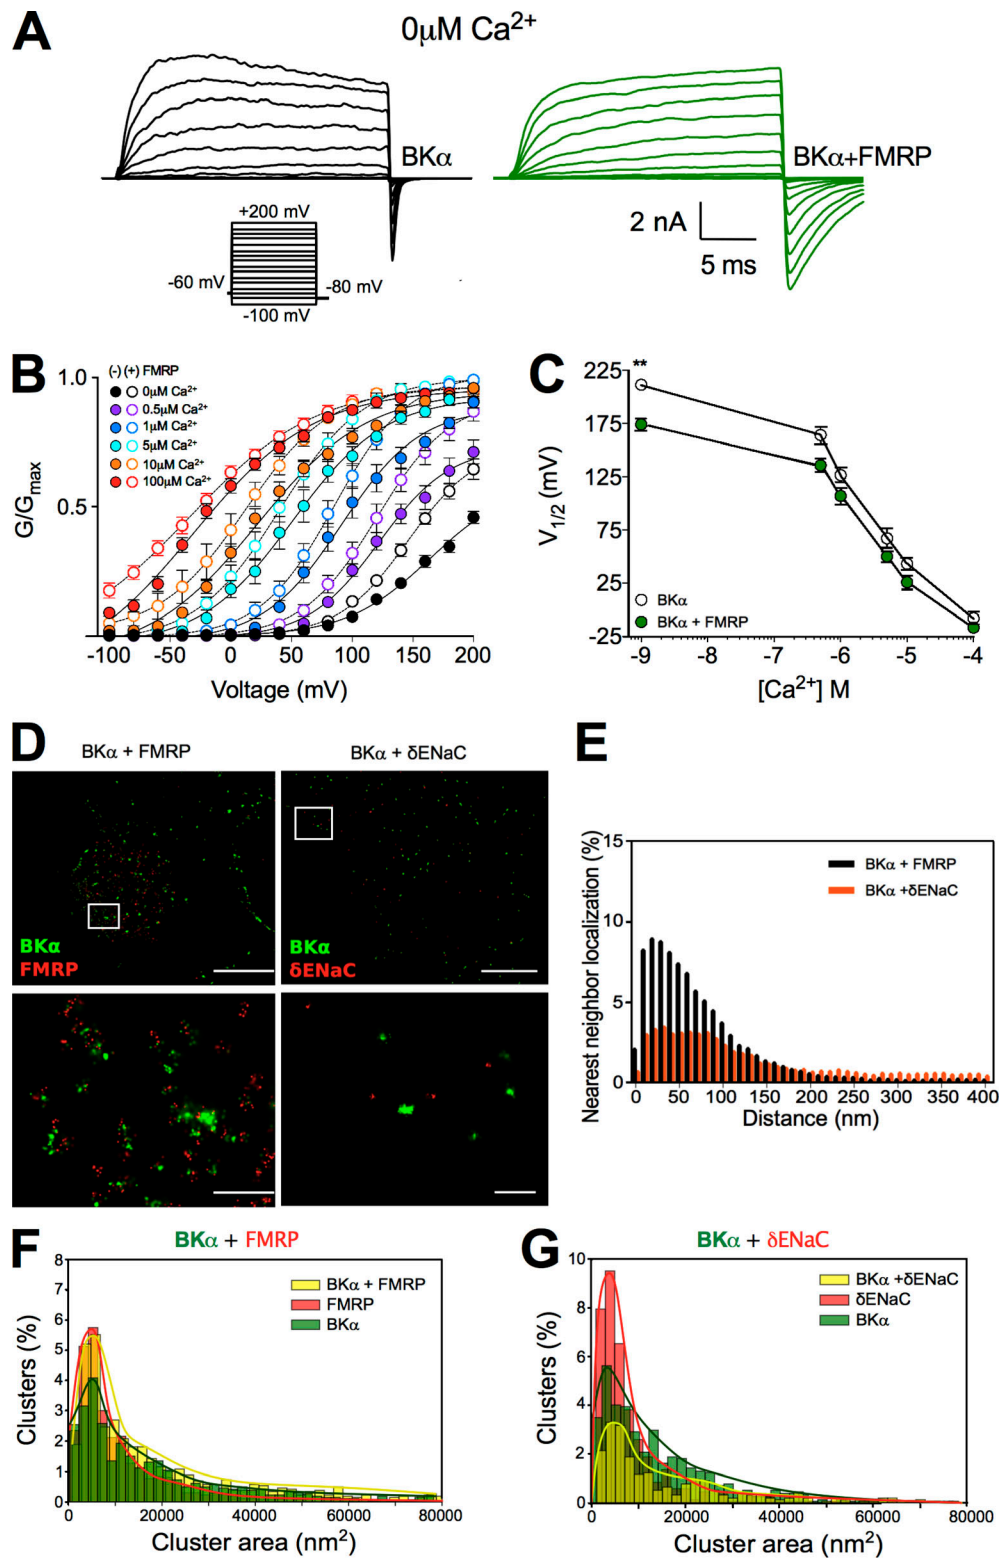 A
0μM Ca²⁺
BKα
BKα+FMRP
+200 mV
-60 mV
-80 mV
-100 mV
2 nA
5 ms
B
(-) (+) FMRP
0μM Ca²⁺
0.5μM Ca²⁺
1μM Ca²⁺
5μM Ca²⁺
10μM Ca²⁺
100μM Ca²⁺
1.0
0.5
G/Gmax
-100 -50 0 50 100 150 200
Voltage (mV)
C
**
225
175
125
75
25
-25
V1/2 (mV)
BKα
BKα + FMRP
-9 -8 -7 -6 -5 -4
[Ca²⁺] M
D
BKα + FMRP
BKα + δENaC
BKα
FMRP
BKα
δENaC
E
15
10
5
0
Nearest neighbor localization (%)
BKα + FMRP
BKα +δENaC
0 50 100 150 200 250 300 350 400
Distance (nm)
F
BKα + FMRP
8
7
6
5
4
3
2
1
0
Clusters (%)
BKα + FMRP
FMRP
BKα
0 20000 40000 60000 80000
Cluster area (nm²)
G
BKα + δENaC
10
8
6
4
2
0
Clusters (%)
BKα +δENaC
δENaC
BKα
0 20000 40000 60000 80000
Cluster area (nm²)